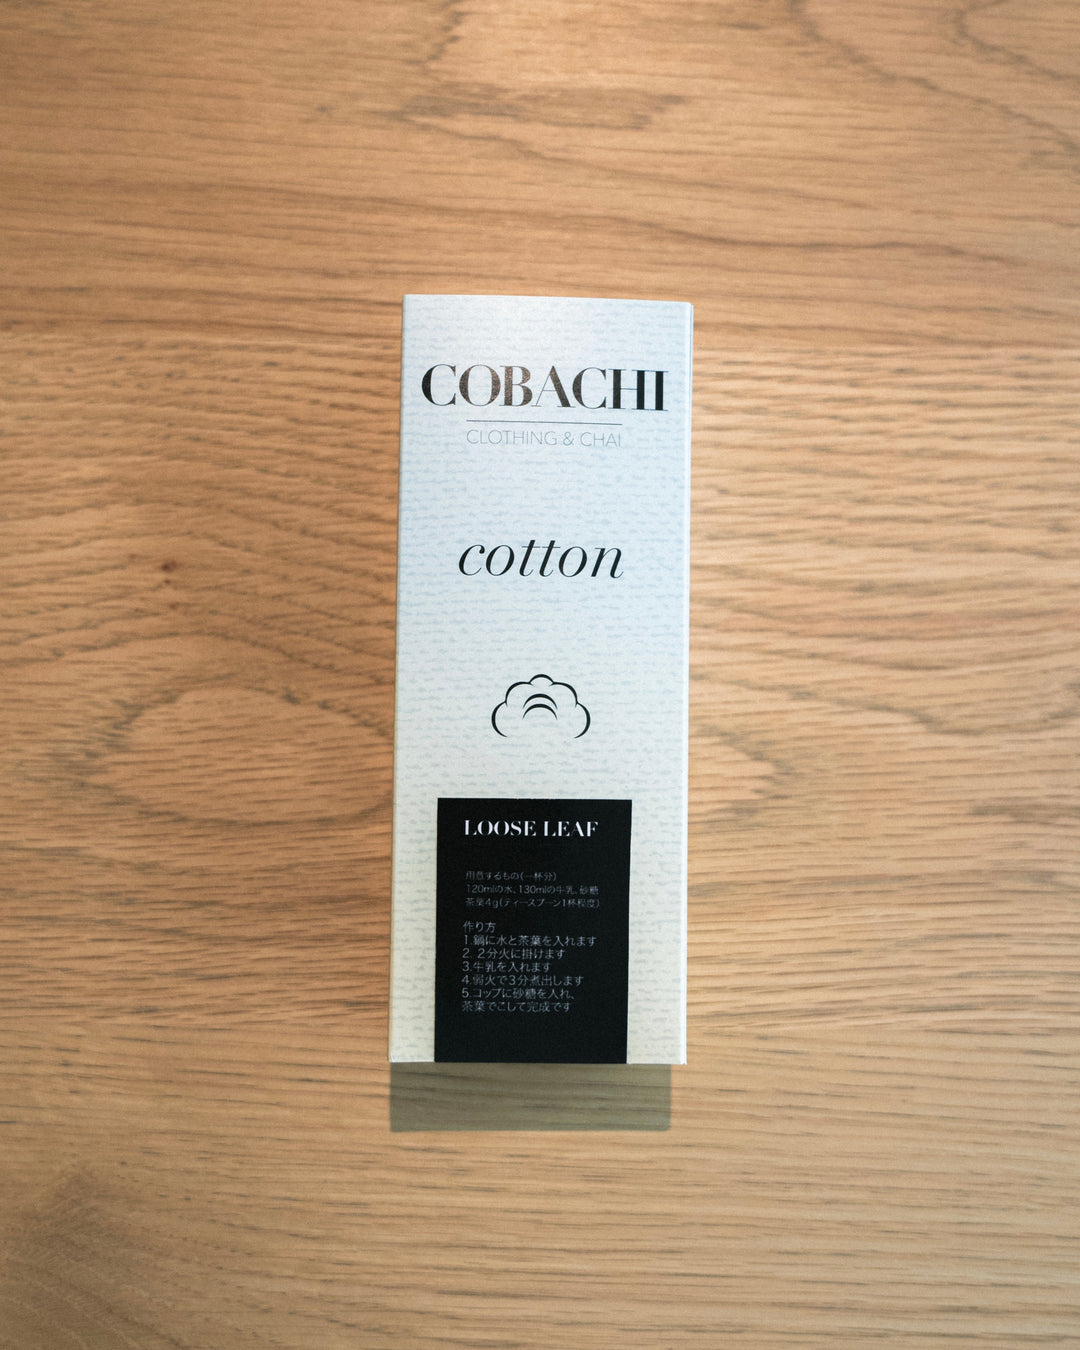 COBACHI
CLOTHING & CHAI
cotton
LOOSE LEAF
用意するもの(一杯分)
120mlの水、130mlの牛乳、砂糖
茶葉4g(ティースプーン1杯程度)
作り方
1.鍋に水と茶葉を入れます
2. 2分火に掛けます
3.牛乳を入れます
4.弱火で3分煮出します
5.コップに砂糖を入れ、
茶葉でこして完成です